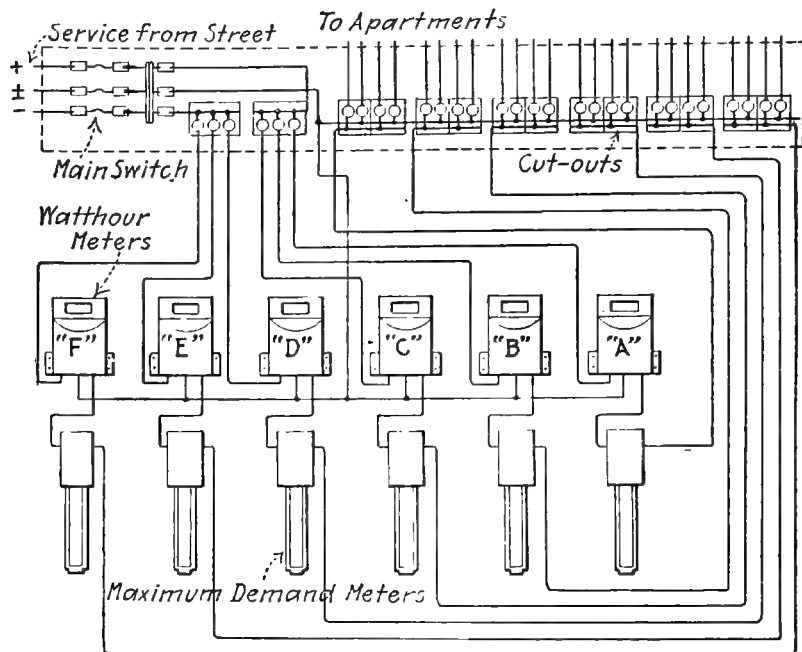 To Apartments
Service from Street
+
±
-
Main Switch
Cut-outs
Watthour
Meters
"F"
"E"
"D"
"C"
"B"
"A"
Maximum Demand Meters